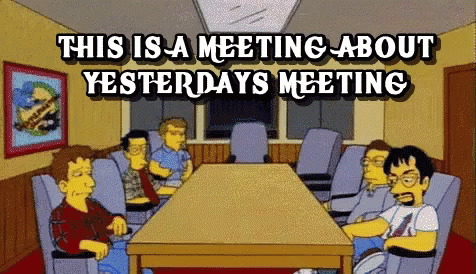 THIS IS A MEETING ABOUT
YESTERDAYS MEETING